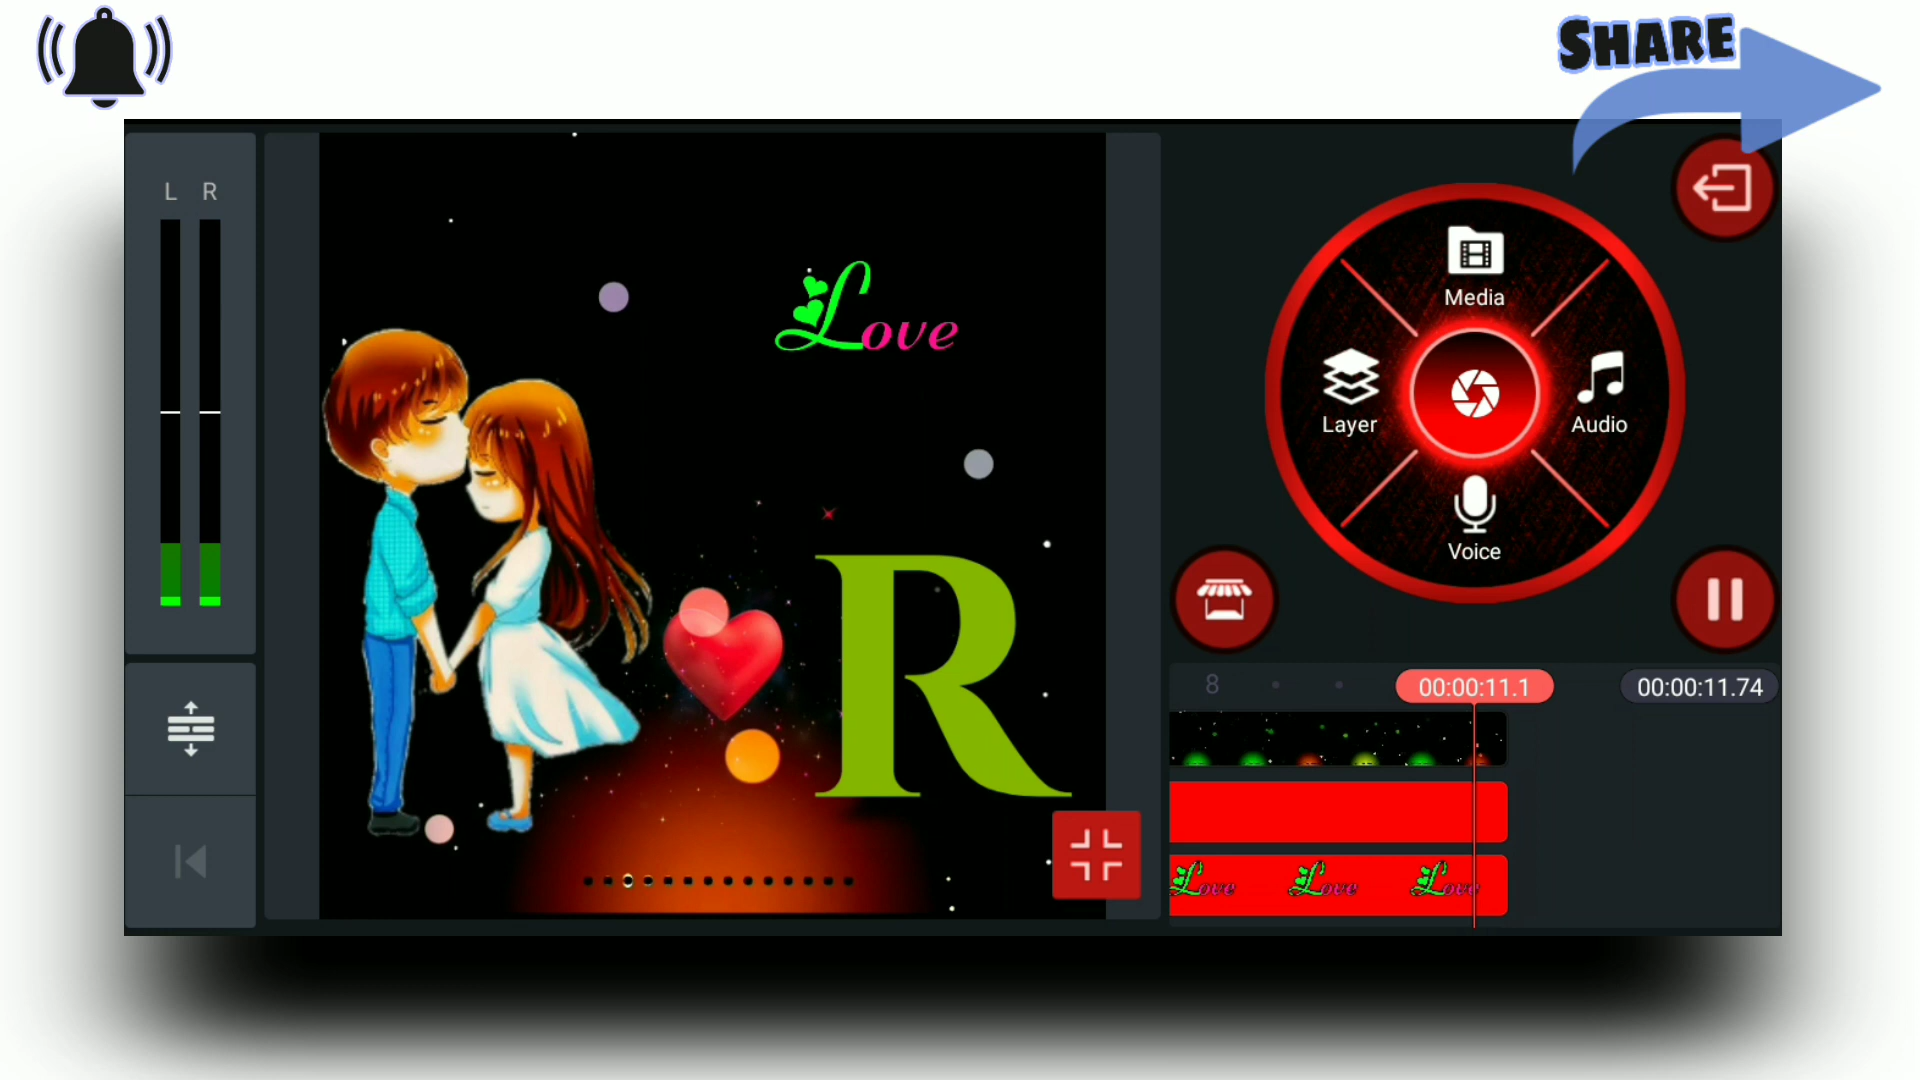 SHARE
L R
Love
Media
Layer
Audio
Voice
R
8
00:00:11.1
00:00:11.74
Love Love Love